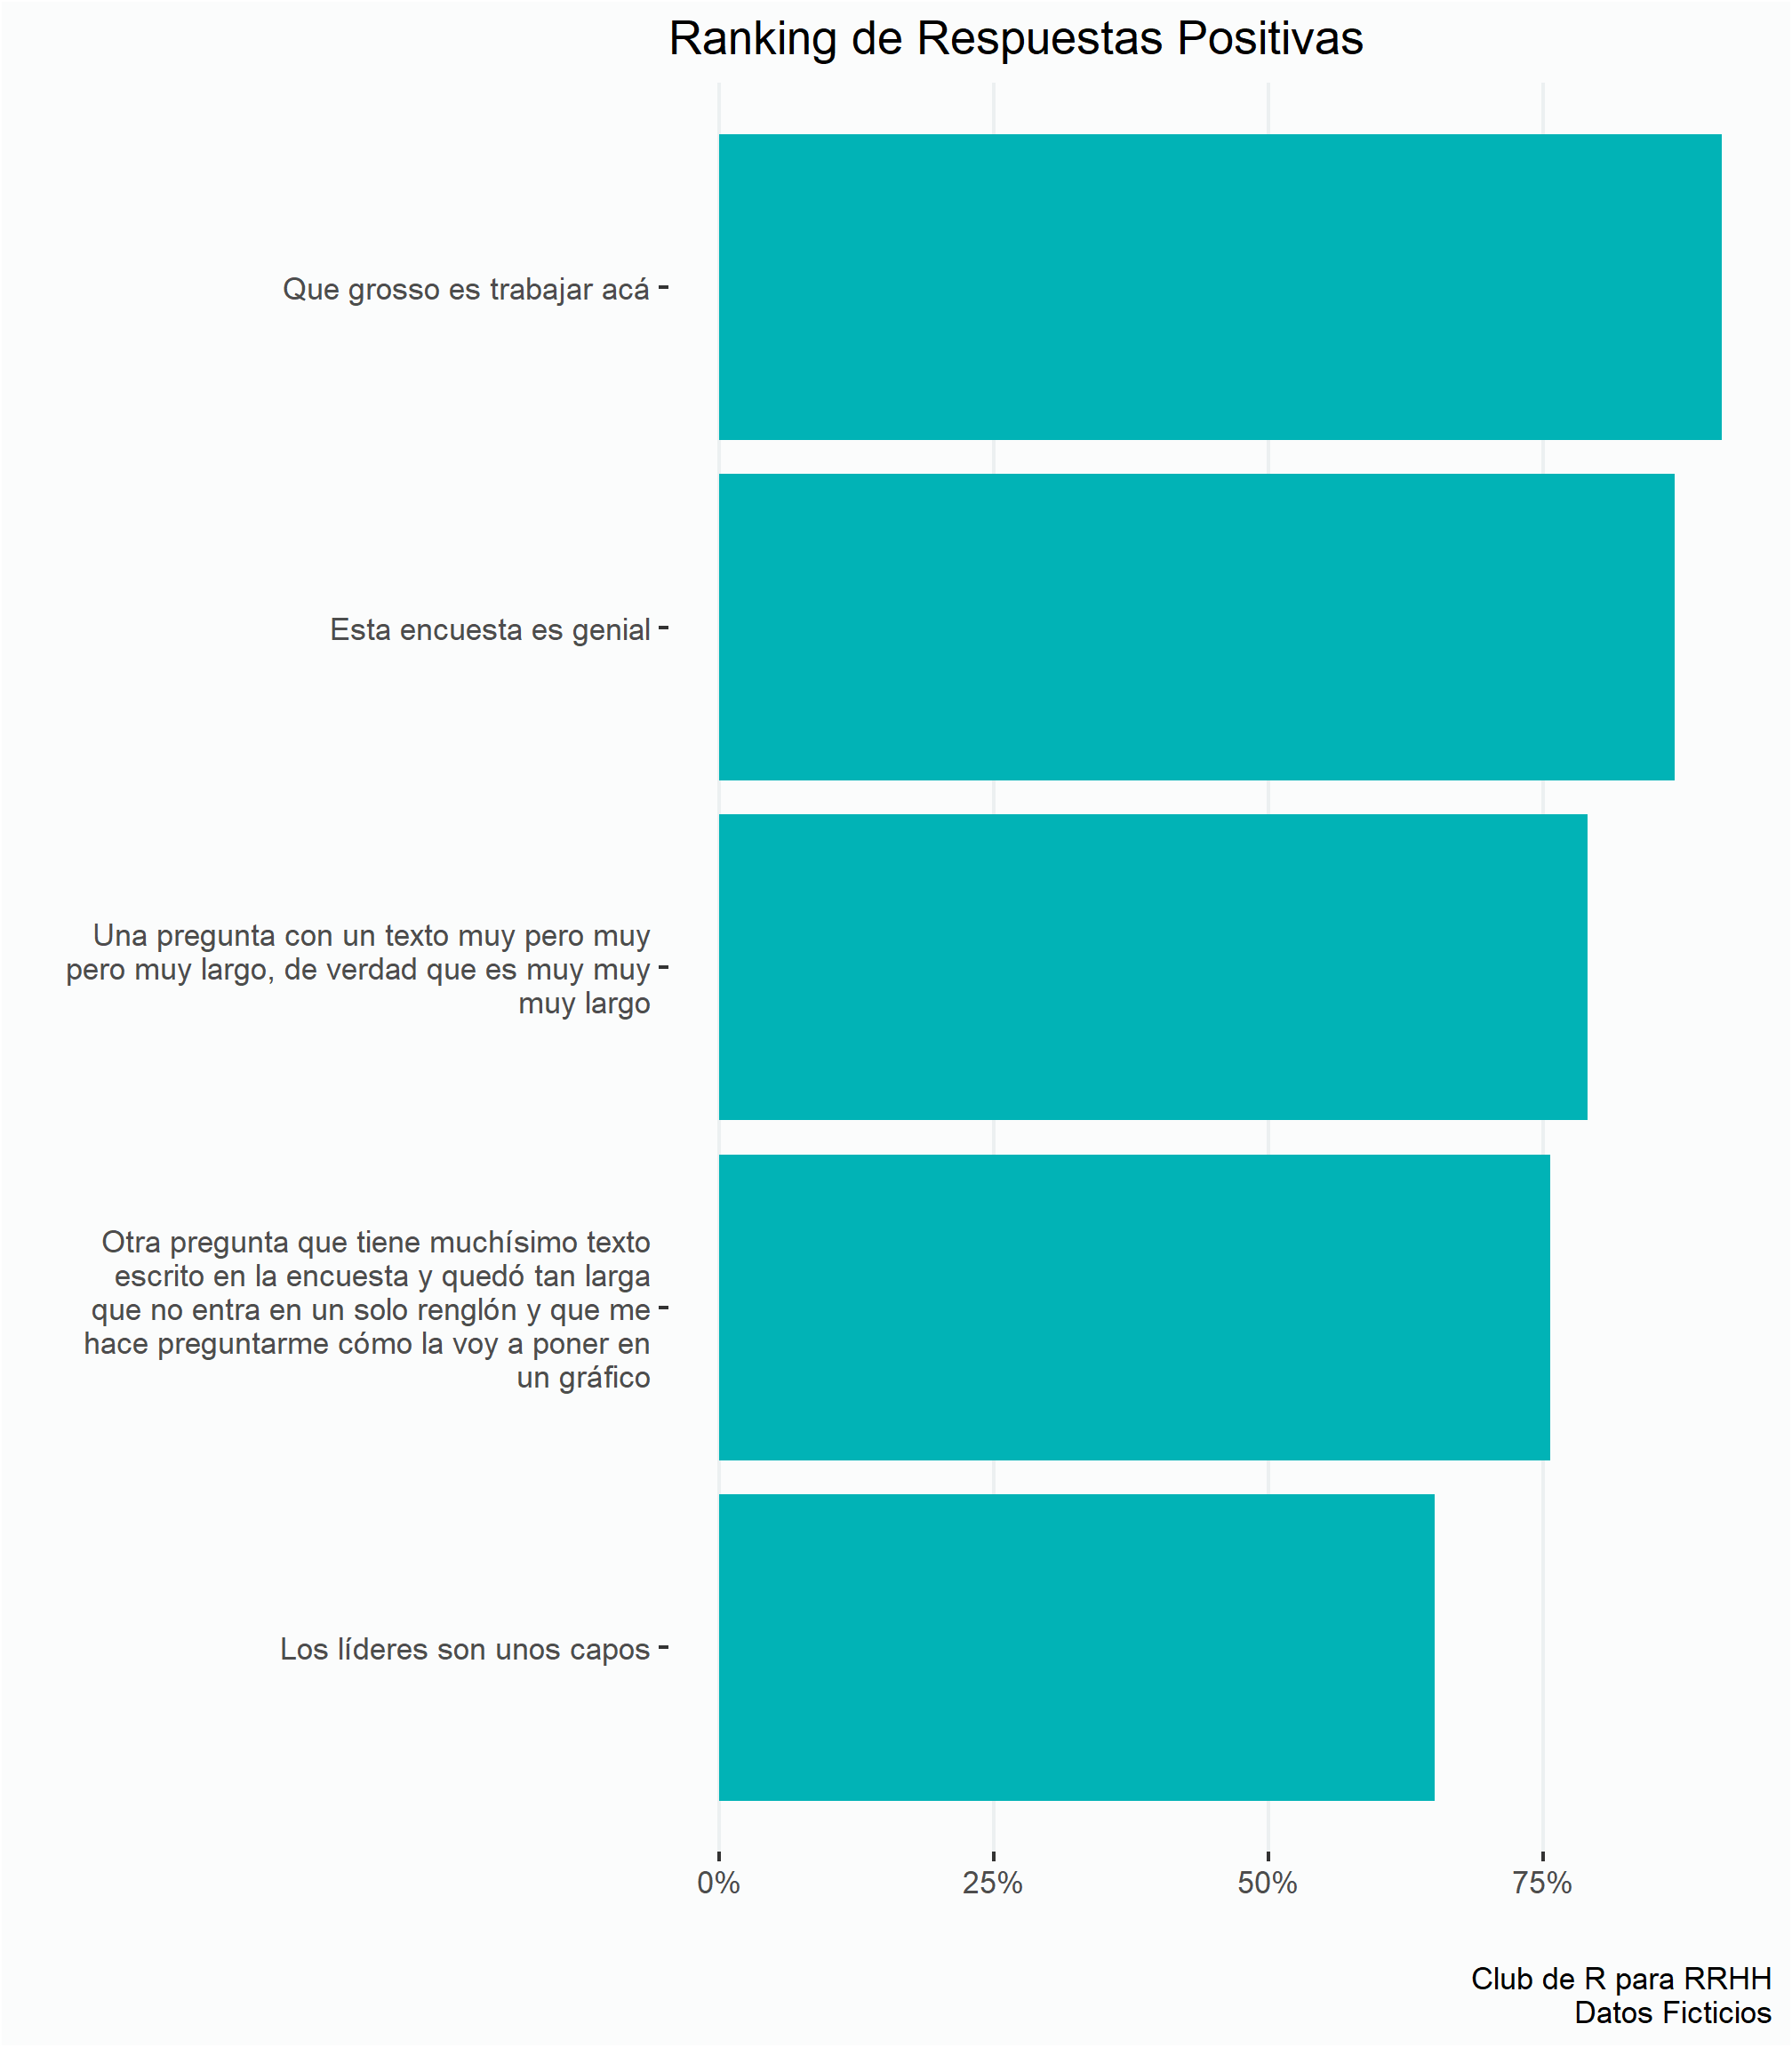 Ranking de Respuestas Positivas
Que grosso es trabajar acá
Esta encuesta es genial
Una pregunta con un texto muy pero muy
pero muy largo, de verdad que es muy muy
muy largo
Otra pregunta que tiene muchísimo texto
escrito en la encuesta y quedó tan larga
que no entra en un solo renglón y que me
hace preguntarme cómo la voy a poner en
un gráfico
Los líderes son unos capos
0% 25% 50% 75%
Club de R para RRHH
Datos Ficticios